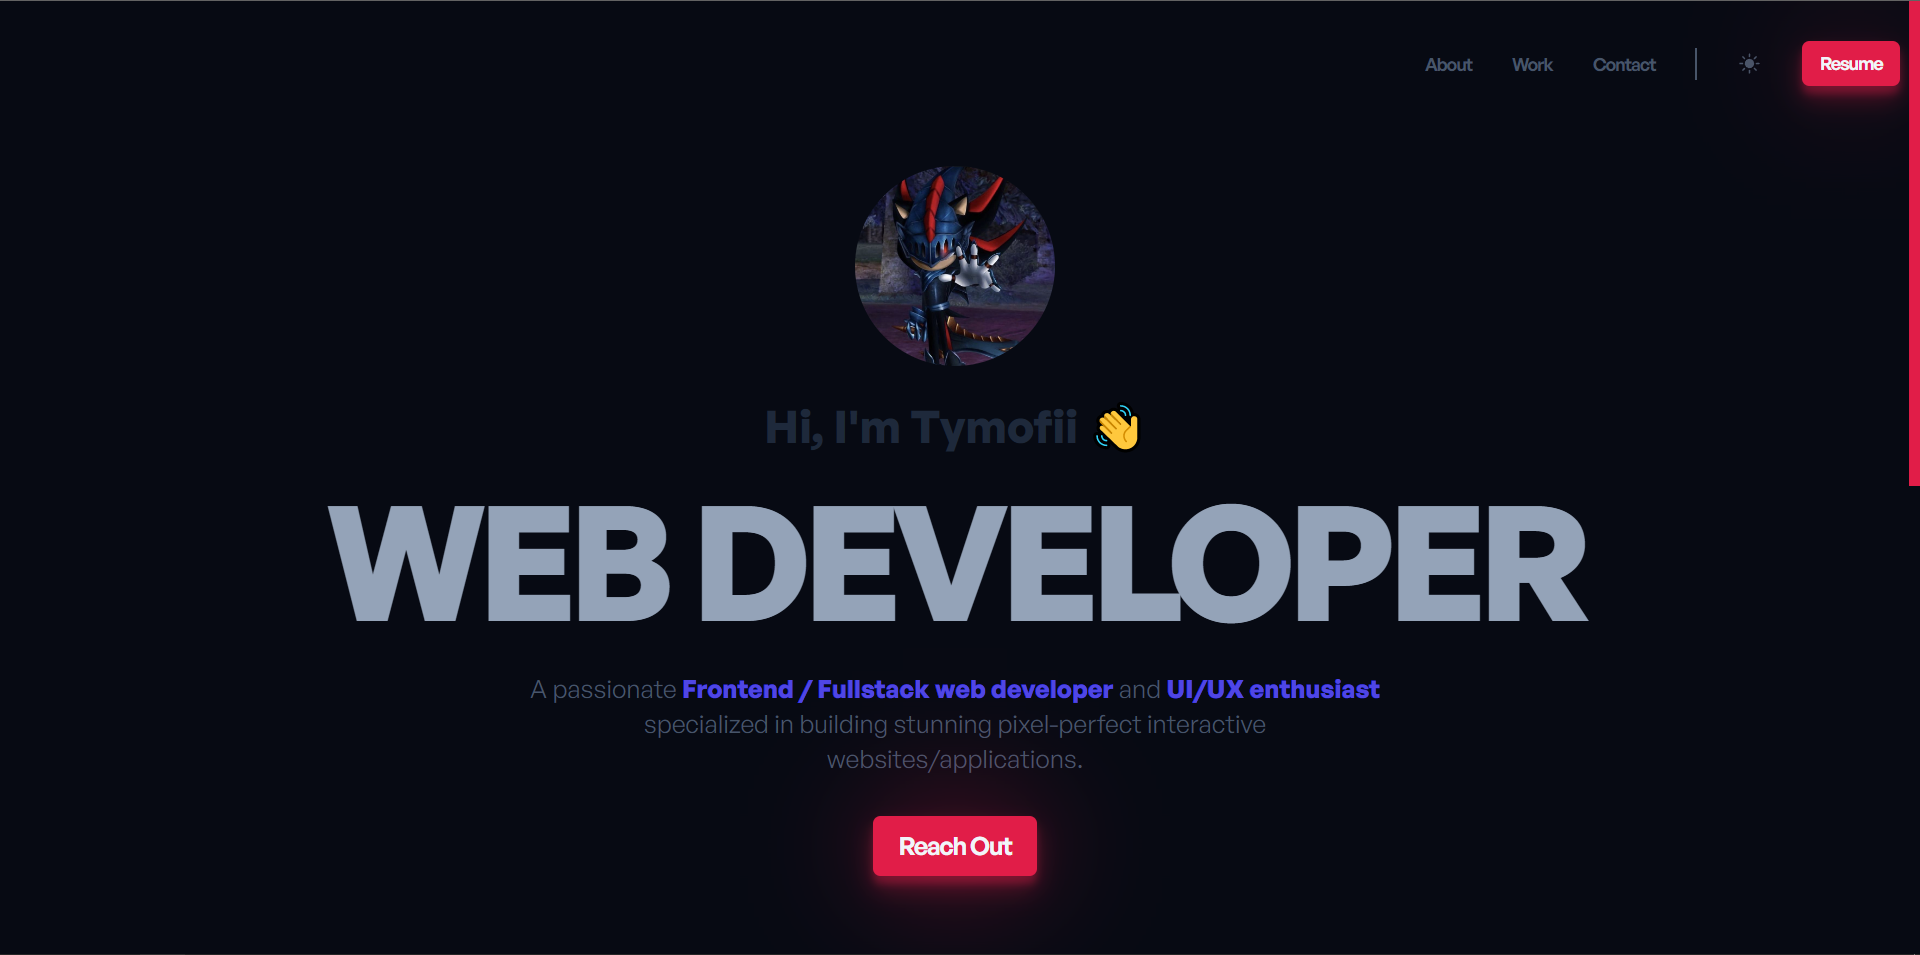 About Work Contact Resume
Hi, I'm Tymofii 👋
WEB DEVELOPER
A passionate Frontend / Fullstack web developer and UI/UX enthusiast
specialized in building stunning pixel-perfect interactive
websites/applications.
Reach Out